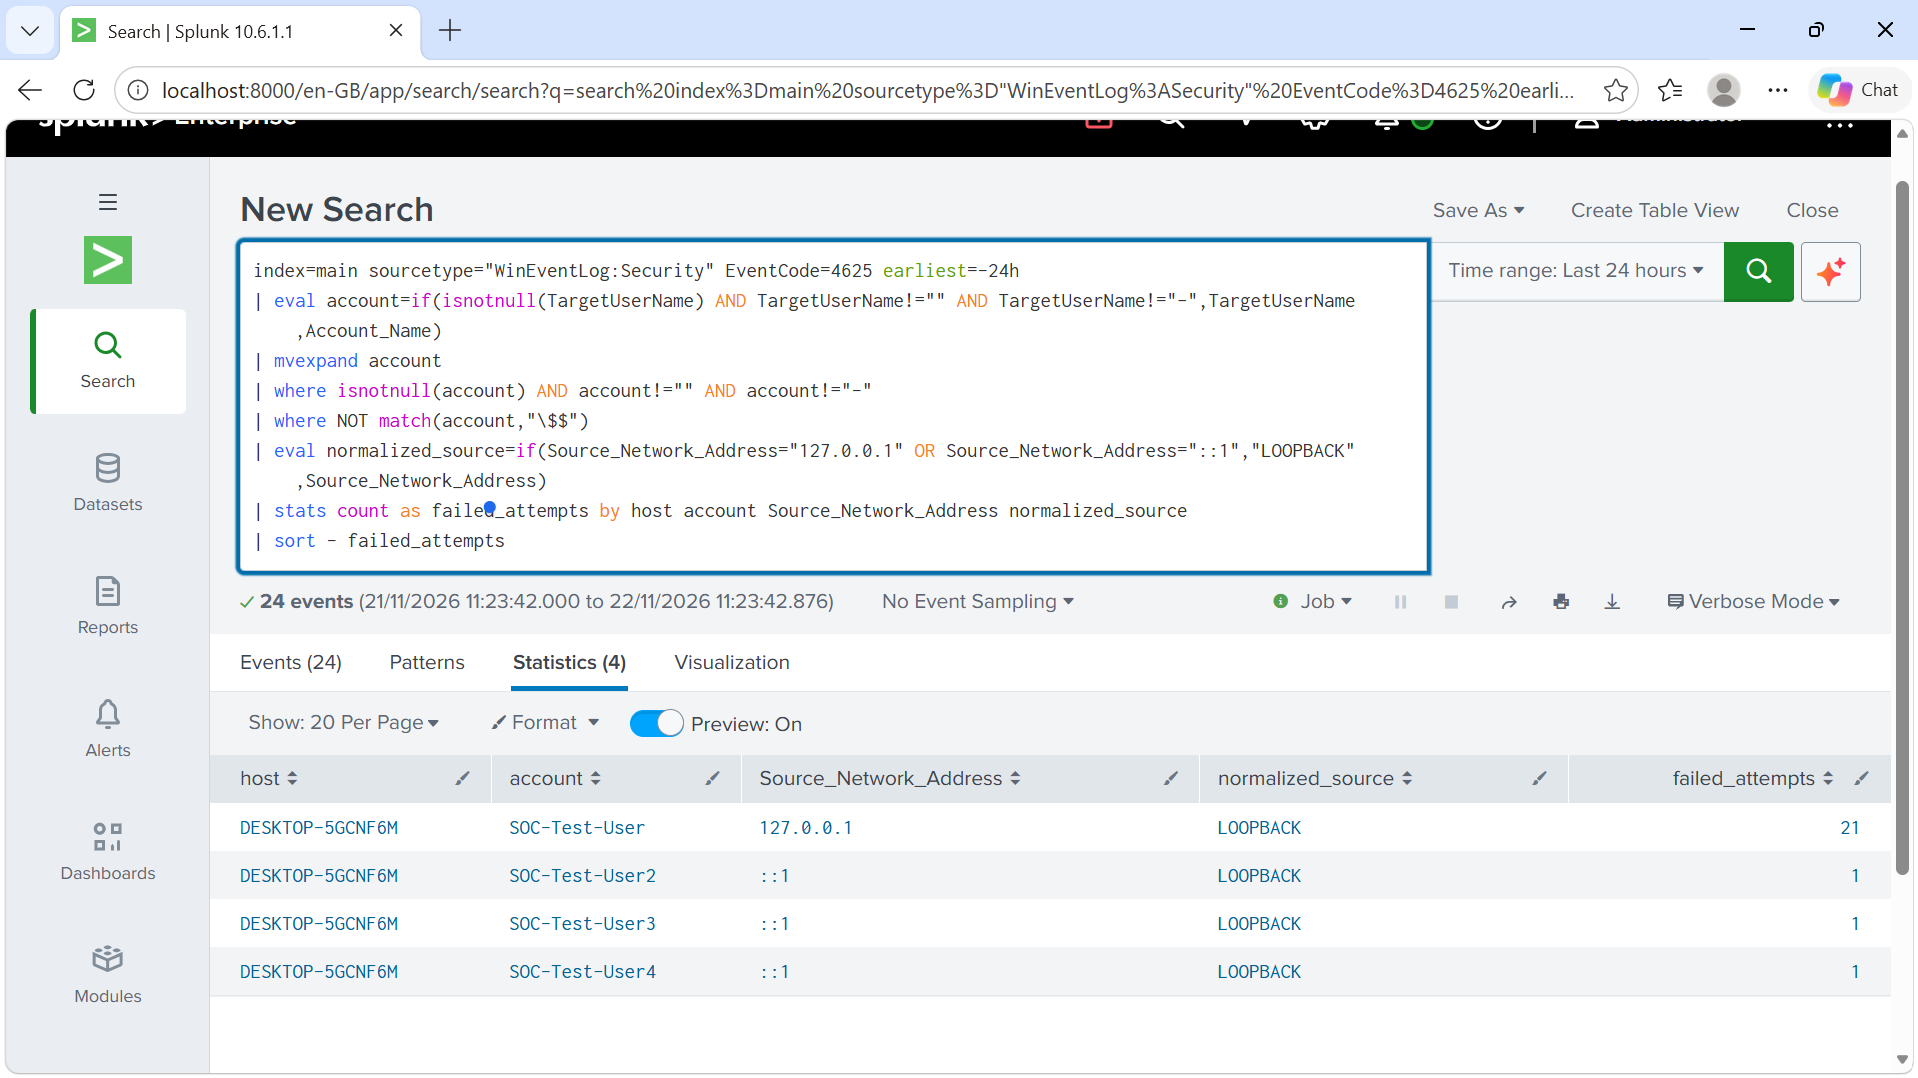 Search | Splunk 10.6.1.1
localhost:8000/en-GB/app/search/search?q=search%20index%3Dmain%20sourcetype%3D"WinEventLog%3ASecurity"%20EventCode%3D4625%20earli...
Chat
splunk> Enterprise
Administrator
New Search
Save As
Create Table View
Close
index=main sourcetype="WinEventLog:Security" EventCode=4625 earliest=-24h
| eval account=if(isnotnull(TargetUserName) AND TargetUserName!="" AND TargetUserName!="-",TargetUserName
,Account_Name)
| mvexpand account
| where isnotnull(account) AND account!="" AND account!="-"
| where NOT match(account,"\$$")
| eval normalized_source=if(Source_Network_Address="127.0.0.1" OR Source_Network_Address="::1","LOOPBACK"
,Source_Network_Address)
| stats count as failed_attempts by host account Source_Network_Address normalized_source
| sort - failed_attempts
Time range: Last 24 hours
Search
Datasets
Reports
Alerts
Dashboards
Modules
24 events (21/11/2026 11:23:42.000 to 22/11/2026 11:23:42.876)
No Event Sampling
Job
Verbose Mode
Events (24)
Patterns
Statistics (4)
Visualization
Show: 20 Per Page
Format
Preview: On
host
account
Source_Network_Address
normalized_source
failed_attempts
DESKTOP-5GCNF6M SOC-Test-User 127.0.0.1 LOOPBACK 21
DESKTOP-5GCNF6M SOC-Test-User2 ::1 LOOPBACK 1
DESKTOP-5GCNF6M SOC-Test-User3 ::1 LOOPBACK 1
DESKTOP-5GCNF6M SOC-Test-User4 ::1 LOOPBACK 1